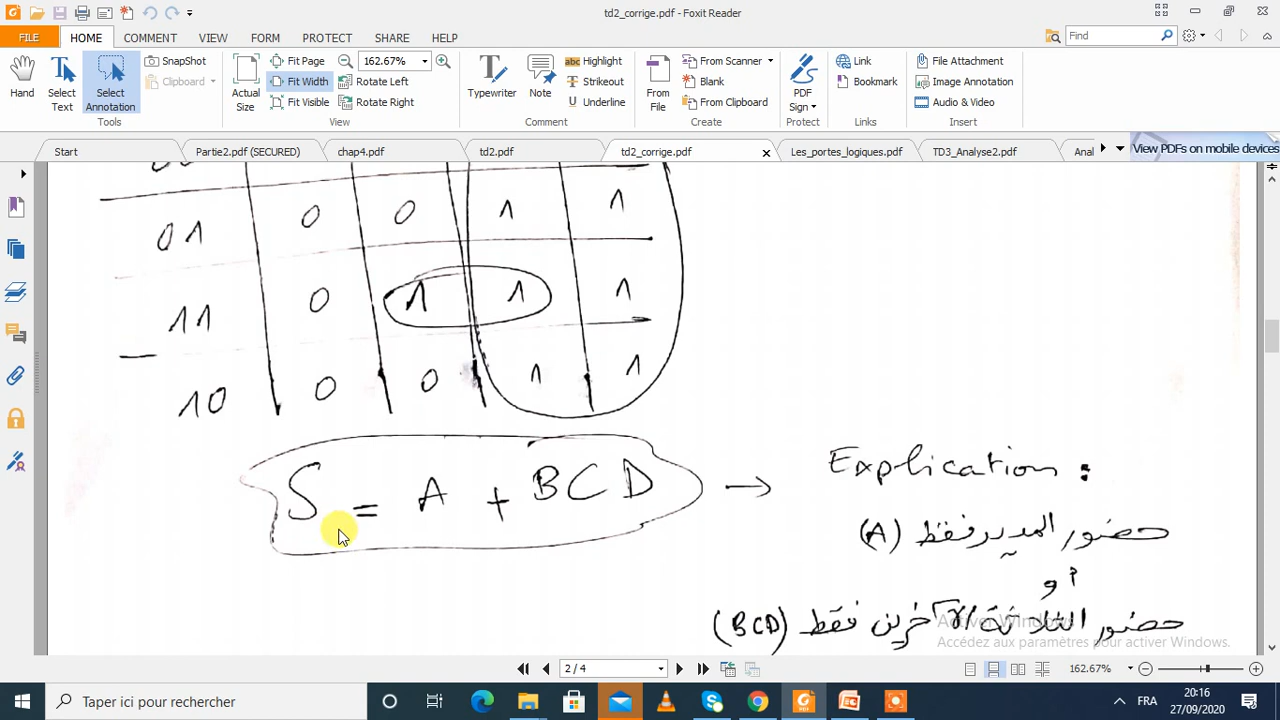 td2_corrige.pdf - Foxit Reader
FILE HOME COMMENT VIEW FORM PROTECT SHARE HELP
Find
SnapShot
Clipboard
Hand
Select Text
Select Annotation
Tools
Actual Size
Fit Page
Fit Width
Fit Visible
162.67%
Rotate Left
Rotate Right
View
Typewriter
Note
Highlight
Strikeout
Underline
Comment
From File
From Scanner
Blank
From Clipboard
Create
PDF Sign
Protect
Link
Bookmark
Links
File Attachment
Image Annotation
Audio & Video
Insert
Start Partie2.pdf (SECURED) chap4.pdf td2.pdf td2_corrige.pdf Les_portes_logiques.pdf TD3_Analyse2.pdf
View PDFs on mobile devices
01 0 0 1 1
11 0 1 1 1
10 0 0 1 1
S = A + BCD → Explication :
حضور المدير فقط (A)
أو
حضور الثلاثة الآخرين فقط (BCD)
Activer Windows
Accédez aux paramètres pour activer Windows.
2 / 4
162.67%
Taper ici pour rechercher
FRA
20:16
27/09/2020